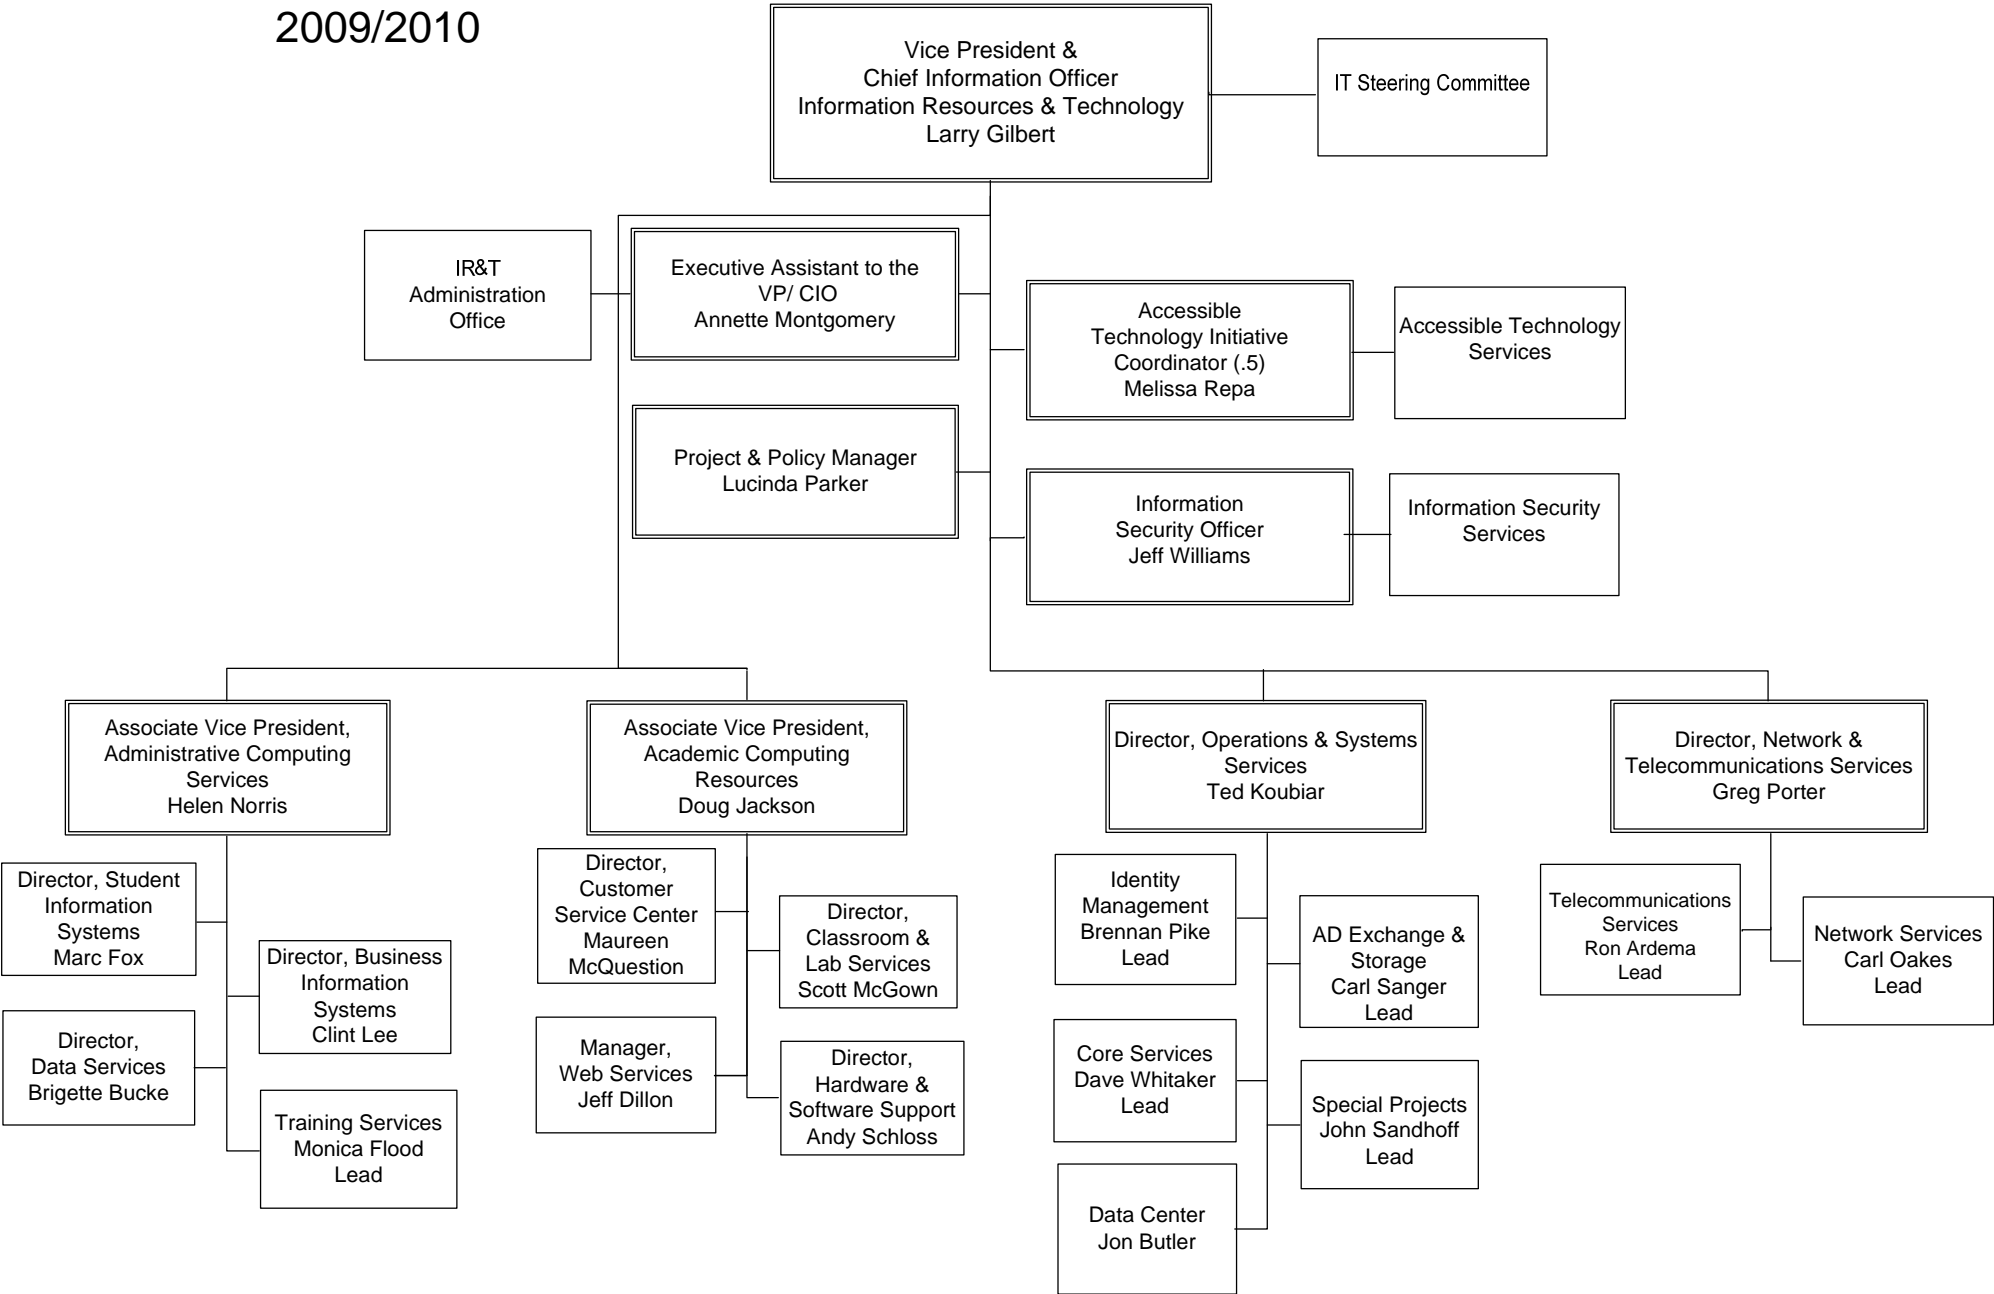 2009/2010
Vice President &
Chief Information Officer
Information Resources & Technology
Larry Gilbert
IT Steering Committee
IR&T
Administration
Office
Executive Assistant to the
VP/ CIO
Annette Montgomery
Accessible
Technology Initiative
Coordinator (.5)
Melissa Repa
Accessible Technology
Services
Project & Policy Manager
Lucinda Parker
Information
Security Officer
Jeff Williams
Information Security
Services
Associate Vice President,
Administrative Computing
Services
Helen Norris
Associate Vice President,
Academic Computing
Resources
Doug Jackson
Director, Operations & Systems
Services
Ted Koubiar
Director, Network &
Telecommunications Services
Greg Porter
Director, Student
Information
Systems
Marc Fox
Director, Business
Information
Systems
Clint Lee
Director,
Data Services
Brigette Bucke
Training Services
Monica Flood
Lead
Director,
Customer
Service Center
Maureen
McQuestion
Director,
Classroom &
Lab Services
Scott McGown
Manager,
Web Services
Jeff Dillon
Director,
Hardware &
Software Support
Andy Schloss
Identity
Management
Brennan Pike
Lead
AD Exchange &
Storage
Carl Sanger
Lead
Core Services
Dave Whitaker
Lead
Special Projects
John Sandhoff
Lead
Data Center
Jon Butler
Telecommunications
Services
Ron Ardema
Lead
Network Services
Carl Oakes
Lead